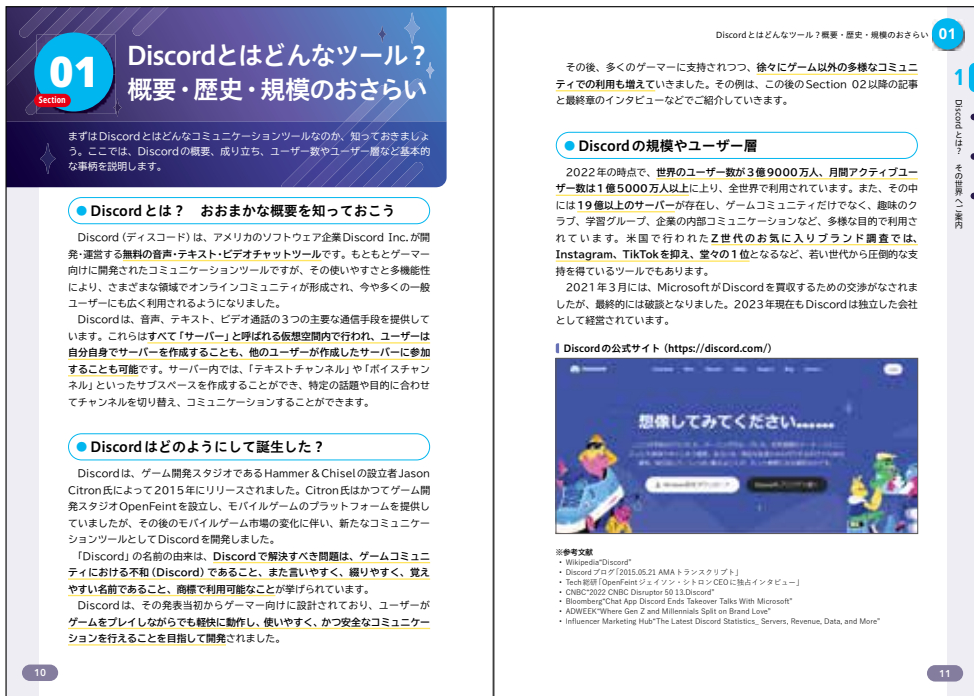 01
Section
Discordとはどんなツール？
概要・歴史・規模のおさらい
まずはDiscordとはどんなコミュニケーションツールなのか、知っておきましょ
う。ここでは、Discordの概要、成り立ち、ユーザー数やユーザー層など基本的
な事柄を説明します。
● Discordとは？　おおまかな概要を知っておこう
Discord（ディスコード）は、アメリカのソフトウェア企業Discord Inc.が開
発・運営する無料の音声・テキスト・ビデオチャットツールです。もともとゲーマー
向けに開発されたコミュニケーションツールですが、その使いやすさと多機能性
により、さまざまな領域でオンラインコミュニティが形成され、今や多くの一般
ユーザーにも広く利用されるようになりました。
Discordは、音声、テキスト、ビデオ通話の３つの主要な通信手段を提供して
います。これらはすべて「サーバー」と呼ばれる仮想空間内で行われ、ユーザーは
自分自身でサーバーを作成することも、他のユーザーが作成したサーバーに参加
することも可能です。サーバー内では、「テキストチャンネル」や「ボイスチャン
ネル」といったサブスペースを作成することができ、特定の話題や目的に合わせ
てチャンネルを切り替え、コミュニケーションすることができます。
● Discordはどのようにして誕生した？
Discordは、ゲーム開発スタジオであるHammer＆Chiselの設立者Jason
Citron氏によって2015年にリリースされました。Citron氏はかつてゲーム開
発スタジオOpenFeintを設立し、モバイルゲームのプラットフォームを提供し
ていましたが、その後のモバイルゲーム市場の変化に伴い、新たなコミュニケー
ションツールとしてDiscordを開発しました。
「Discord」の名前の由来は、Discordで解決すべき問題は、ゲームコミュニ
ティにおける不和（Discord）であること、また言いやすく、綴りやすく、覚え
やすい名前であること、商標で利用可能なことが挙げられています。
Discordは、その発表当初からゲーマー向けに設計されており、ユーザーが
ゲームをプレイしながらでも軽快に動作し、使いやすく、かつ安全なコミュニケー
ションを行えることを目指して開発されました。
10
Discordとはどんなツール？概要・歴史・規模のおさらい
01
その後、多くのゲーマーに支持されつつ、徐々にゲーム以外の多様なコミュニ
ティでの利用も増えていきました。その例は、この後のSection 02以降の記事
と最終章のインタビューなどでご紹介していきます。
● Discordの規模やユーザー層
2022年の時点で、世界のユーザー数が３億9000万人、月間アクティブユー
ザー数は１億5000万人以上に上り、全世界で利用されています。また、その中
には19億以上のサーバーが存在し、ゲームコミュニティだけでなく、趣味のク
ラブ、学習グループ、企業の内部コミュニケーションなど、多様な目的で利用さ
れています。米国で行われたZ世代のお気に入りブランド調査では、
Instagram、TikTokを抑え、堂々の１位となるなど、若い世代から圧倒的な支
持を得ているツールでもあります。
2021年３月には、MicrosoftがDiscordを買収するための交渉がなされま
したが、最終的には破談となりました。2023年現在もDiscordは独立した会社
として経営されています。
Discordの公式サイト（https://discord.com/）
想像してみてください……
※参考文献
• Wikipedia“Discord”
• Discordブログ「2015.05.21 AMAトランスクリプト」
• Tech総研「OpenFeintジェイソン・シトロンCEOに独占インタビュー」
• CNBC“2022 CNBC Disruptor 50 13.Discord”
• Bloomberg“Chat App Discord Ends Takeover Talks With Microsoft”
• ADWEEK“Where Gen Z and Millennials Split on Brand Love”
• Influencer Marketing Hub“The Latest Discord Statistics_ Servers, Revenue, Data, and More”
1
Discordとは？　その世界へご案内
11